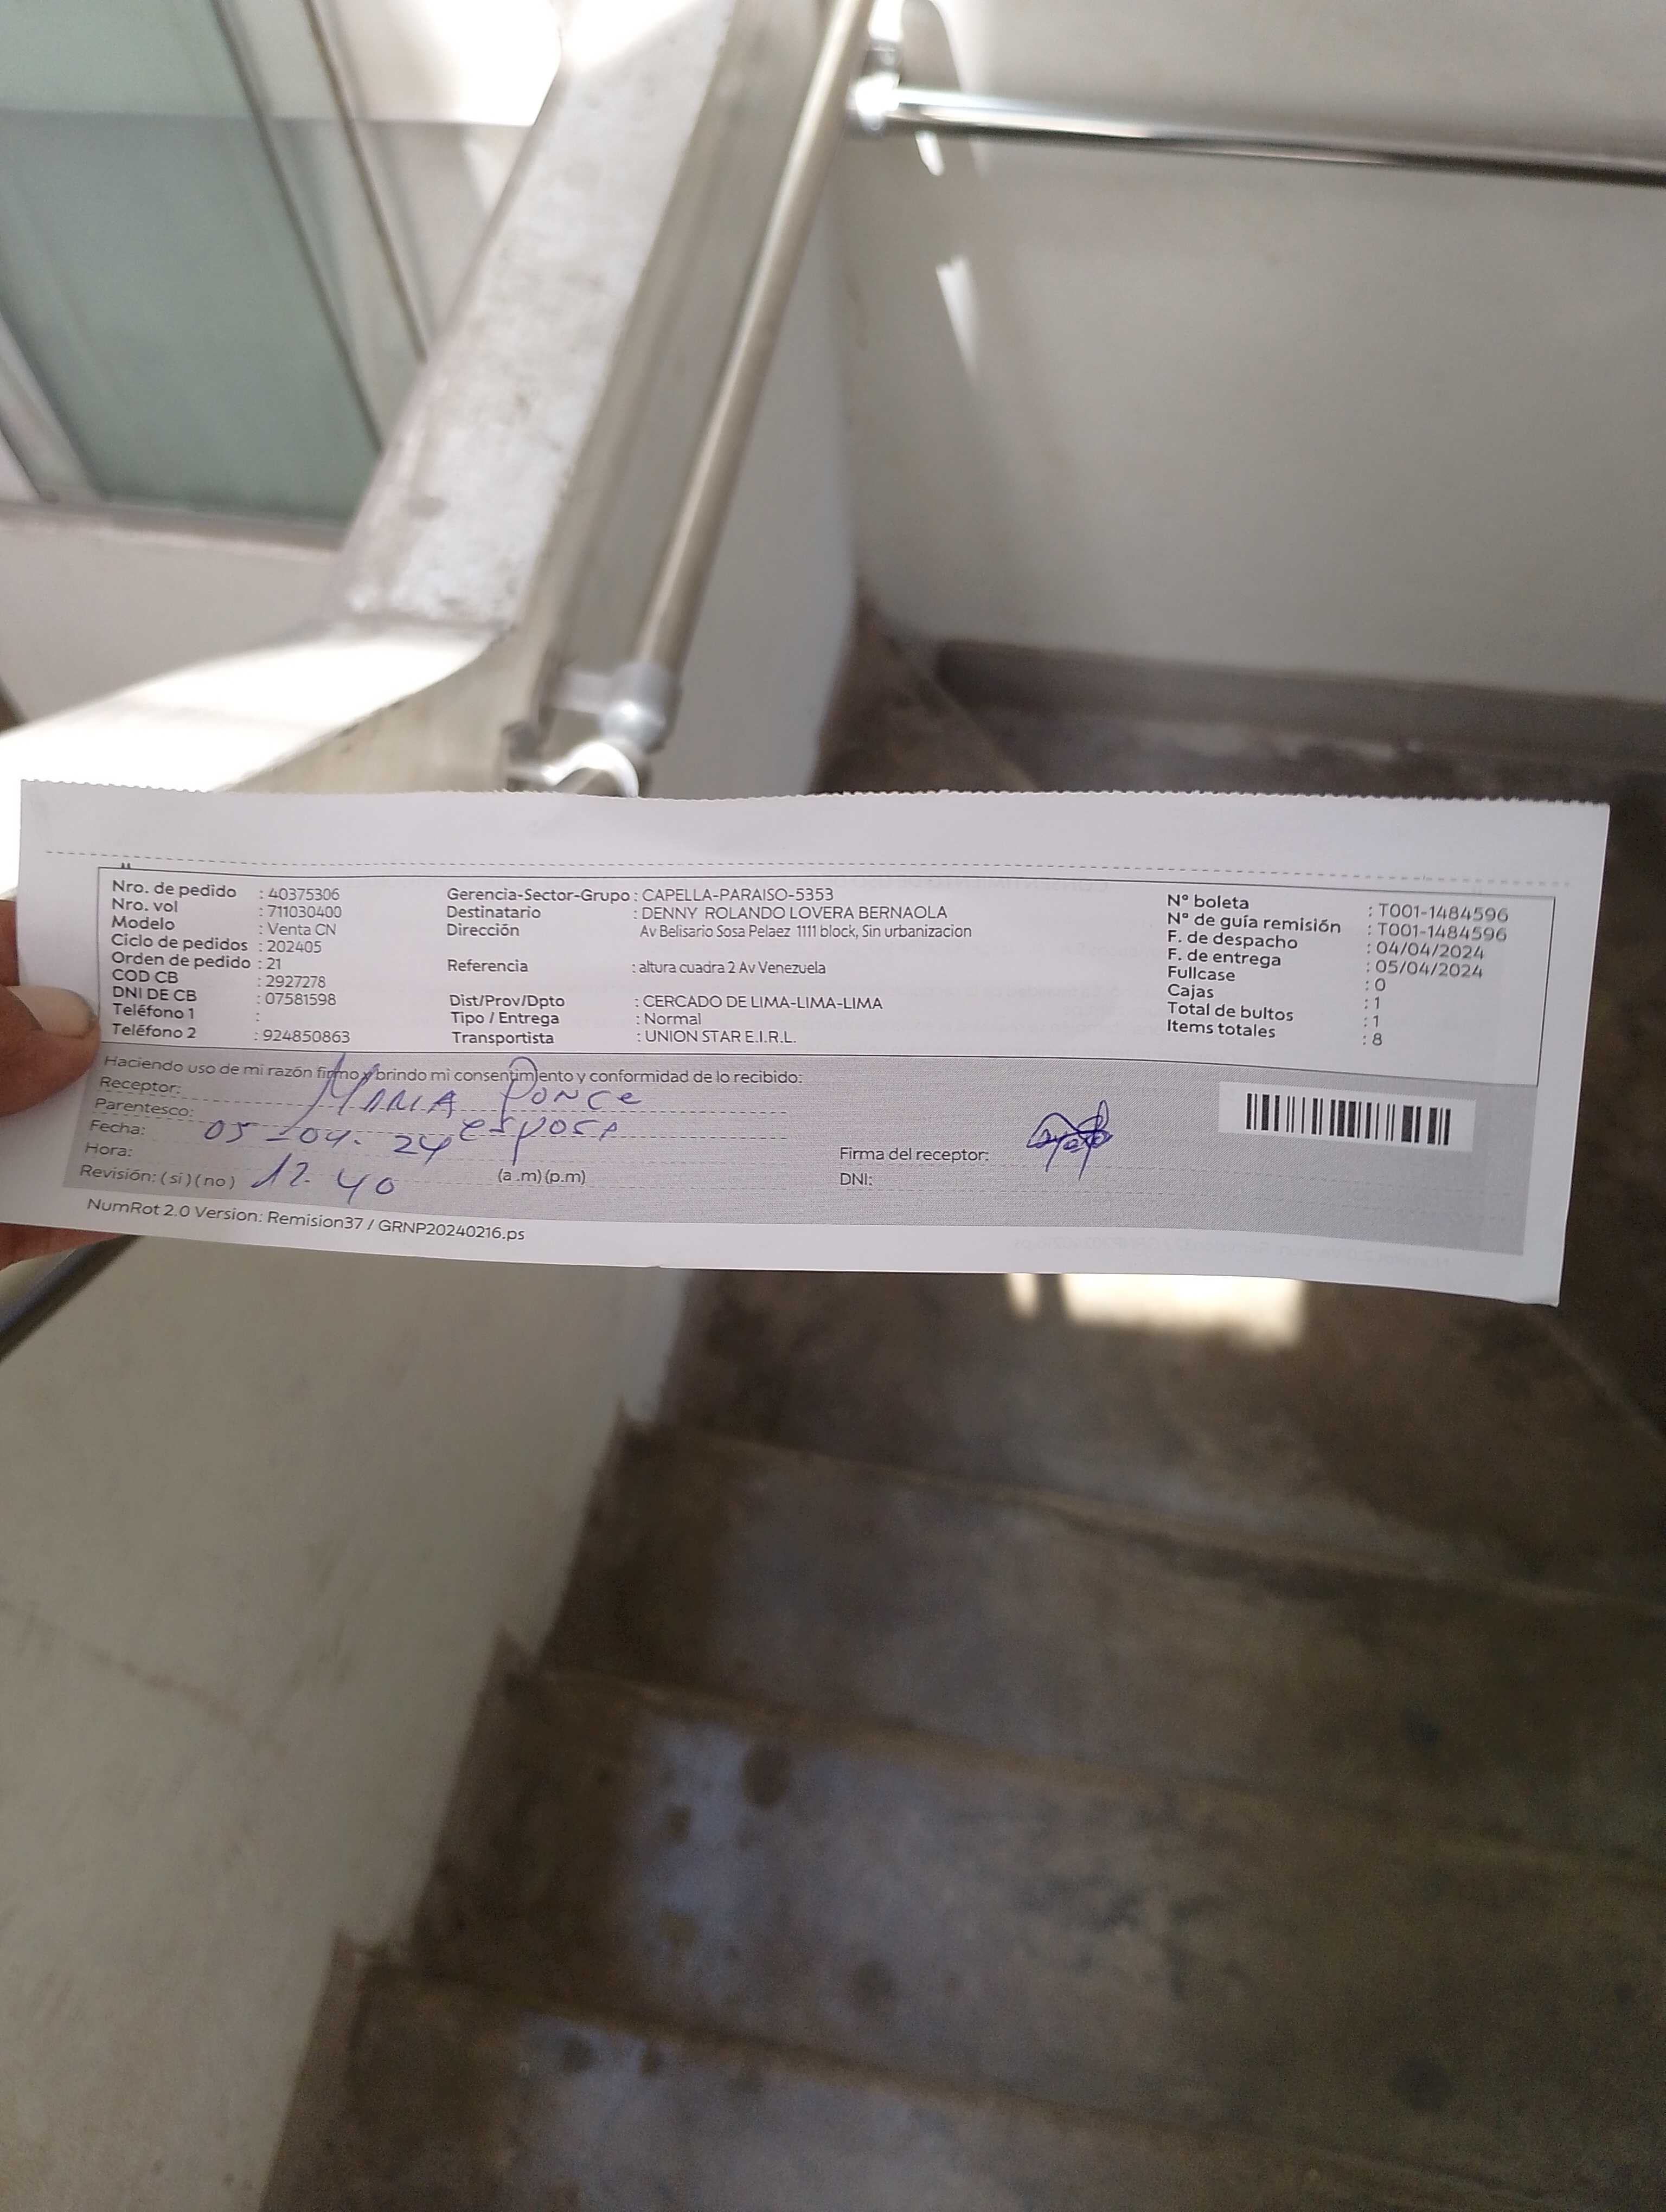 Nro. de pedido : 40375306
Nro. vol : 711030400
Modelo : Venta CN
Ciclo de pedidos : 202405
Orden de pedido : 21
COD CB : 2927278
DNI DE CB : 07581598
Teléfono 1 :
Teléfono 2 : 924850863
Gerencia-Sector-Grupo : CAPELLA-PARAISO-5353
Destinatario : DENNY ROLANDO LOVERA BERNAOLA
Dirección Av Belisario Sosa Pelaez 1111 block, Sin urbanizacion
Referencia : altura cuadra 2 Av Venezuela
Dist/Prov/Dpto : CERCADO DE LIMA-LIMA-LIMA
Tipo / Entrega : Normal
Transportista : UNION STAR E.I.R.L.
N° boleta : T001-1484596
N° de guía remisión : T001-1484596
F. de despacho : 04/04/2024
F. de entrega : 05/04/2024
Fullcase : 0
Cajas : 1
Total de bultos : 1
Items totales : 8
Haciendo uso de mi razón firmo y brindo mi consentimiento y conformidad de lo recibido:
Receptor: MARIA PONCE
Parentesco: esposa
Fecha: 05-04-24
Hora: 12.40 (a.m)(p.m)
Revisión: (si)(no)
Firma del receptor:
DNI:
NumRot 2.0 Version: Remision37 / GRNP20240216.ps